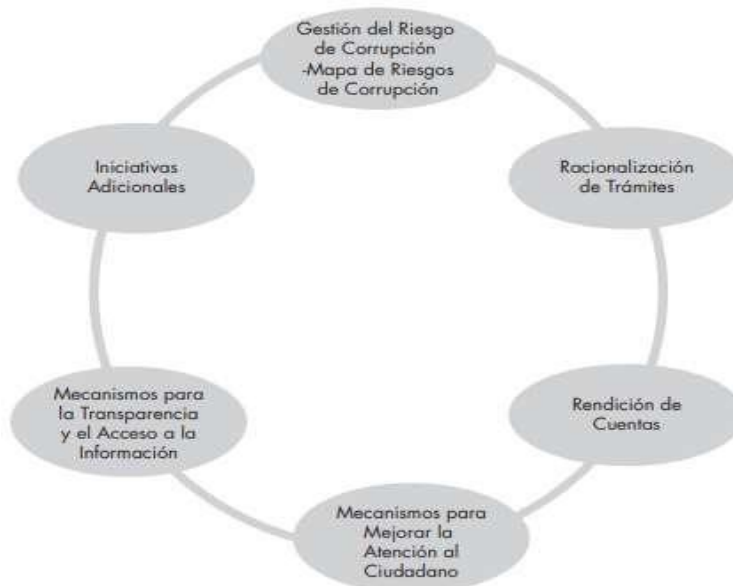 Gestión del Riesgo
de Corrupción
-Mapa de Riesgos
de Corrupción
Racionalización
de Trámites
Rendición de
Cuentas
Mecanismos para
Mejorar la
Atención al
Ciudadano
Mecanismos para
la Transparencia
y el Acceso a la
Información
Iniciativas
Adicionales